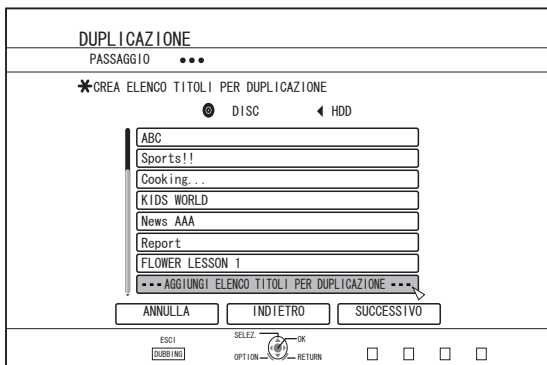 DUPLICAZIONE
PASSAGGIO
CREA ELENCO TITOLI PER DUPLICAZIONE
DISC HDD
ABC
Sports!!
Cooking...
KIDS WORLD
News AAA
Report
FLOWER LESSON 1
--- AGGIUNGI ELENCO TITOLI PER DUPLICAZIONE ---
ANNULLA INDIETRO SUCCESSIVO
ESCI SELEZ. OK
DUBBING OPTION RETURN